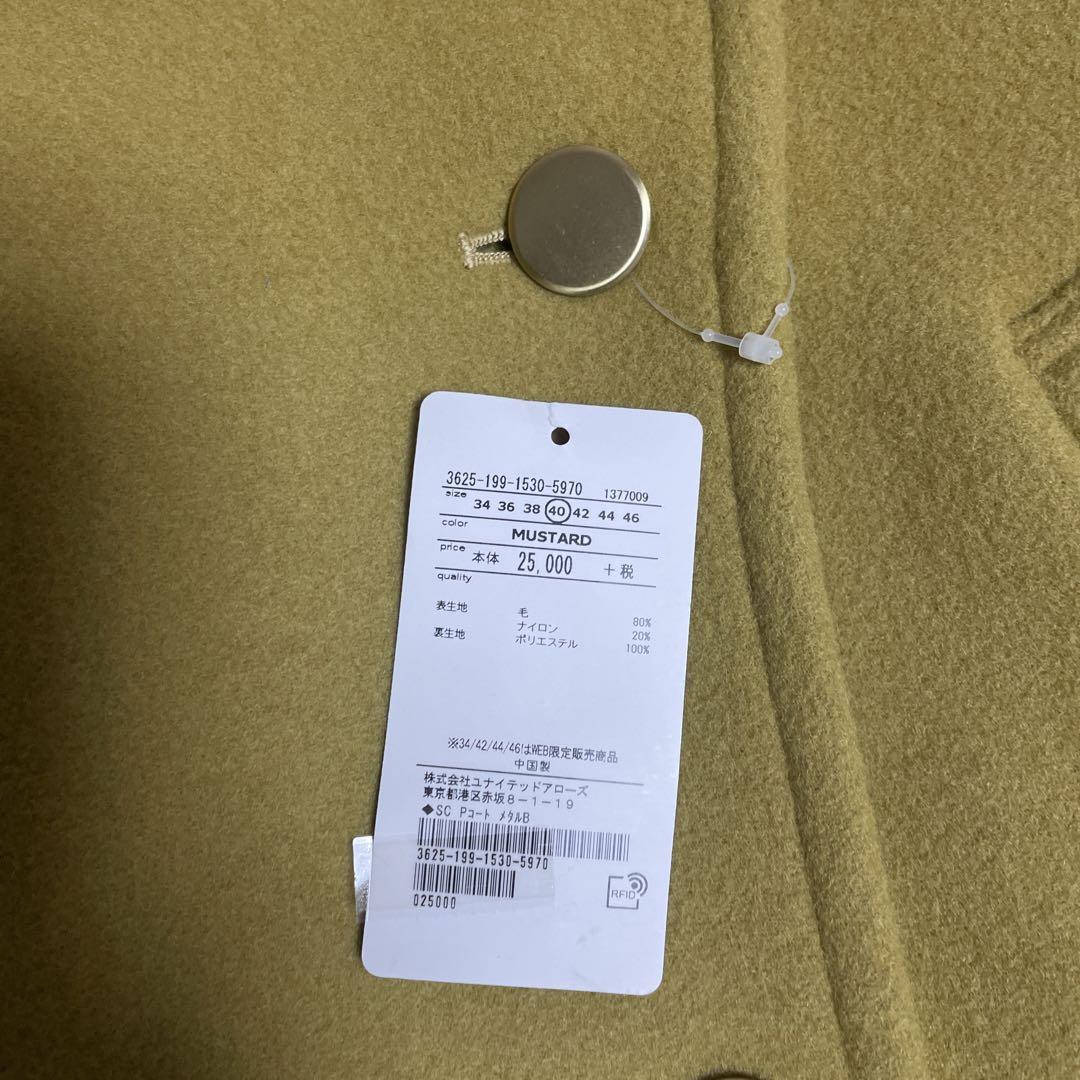 3625-199-1530-5970 1377009
size 34 36 38 40 42 44 46
color MUSTARD
price 本体 25,000 +税
quality
表生地 毛 80%
ナイロン 20%
裏生地 ポリエステル 100%
※34/42/44/46はWEB限定販売商品
中国製
株式会社ユナイテッドアローズ
東京都港区赤坂8-1-19
◆SC Pコート メタルB
3625-199-1530-5970
025000
RFID